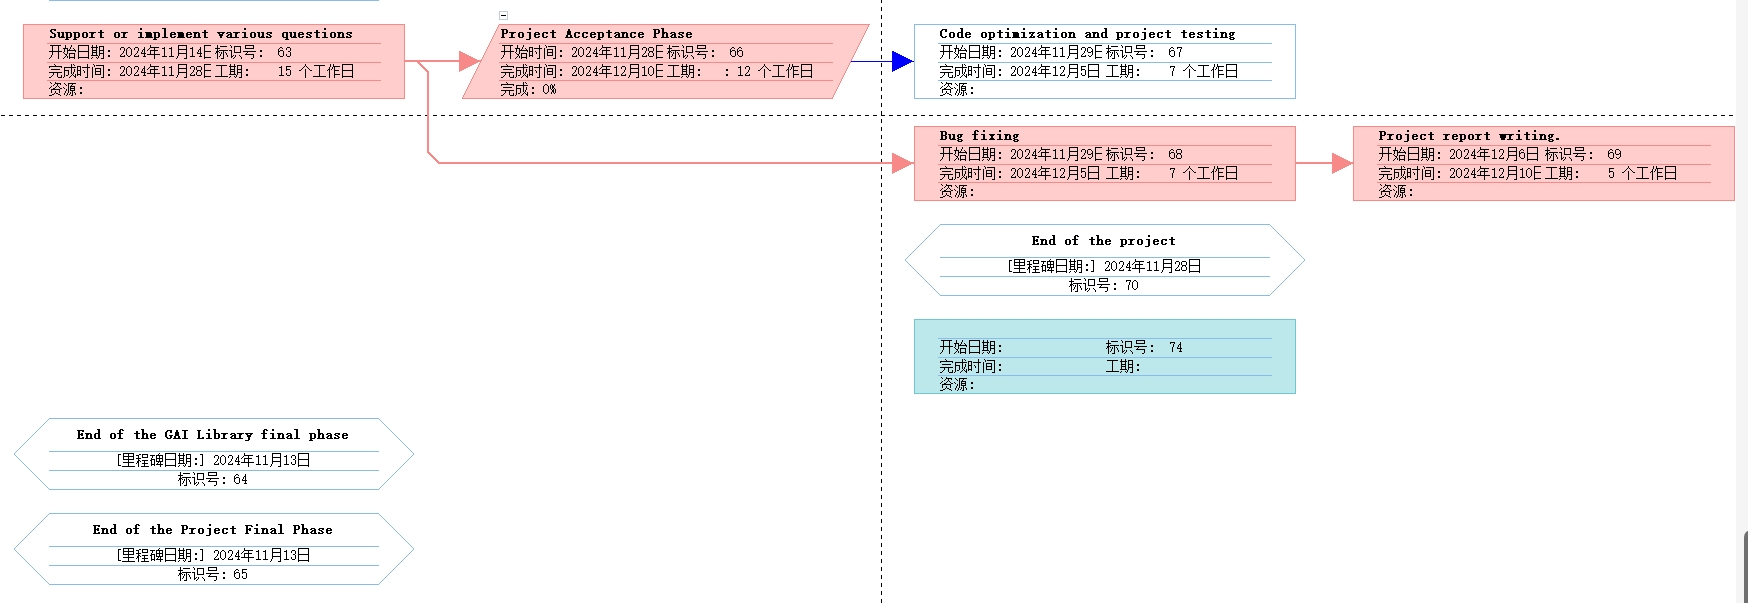 Support or implement various questions
开始日期: 2024年11月14日 标识号: 63
完成时间: 2024年11月28日 工期: 15 个工作日
资源:
Project Acceptance Phase
开始时间: 2024年11月28日 标识号: 66
完成时间: 2024年12月10日 工期: : 12 个工作日
完成: 0%
Code optimization and project testing
开始日期: 2024年11月29日 标识号: 67
完成时间: 2024年12月5日 工期: 7 个工作日
资源:
Bug fixing
开始日期: 2024年11月29日 标识号: 68
完成时间: 2024年12月5日 工期: 7 个工作日
资源:
Project report writing.
开始日期: 2024年12月6日 标识号: 69
完成时间: 2024年12月10日 工期: 5 个工作日
资源:
End of the project
[里程碑日期:] 2024年11月28日
标识号: 70
开始日期: 标识号: 74
完成时间: 工期:
资源:
End of the GAI Library final phase
[里程碑日期:] 2024年11月13日
标识号: 64
End of the Project Final Phase
[里程碑日期:] 2024年11月13日
标识号: 65